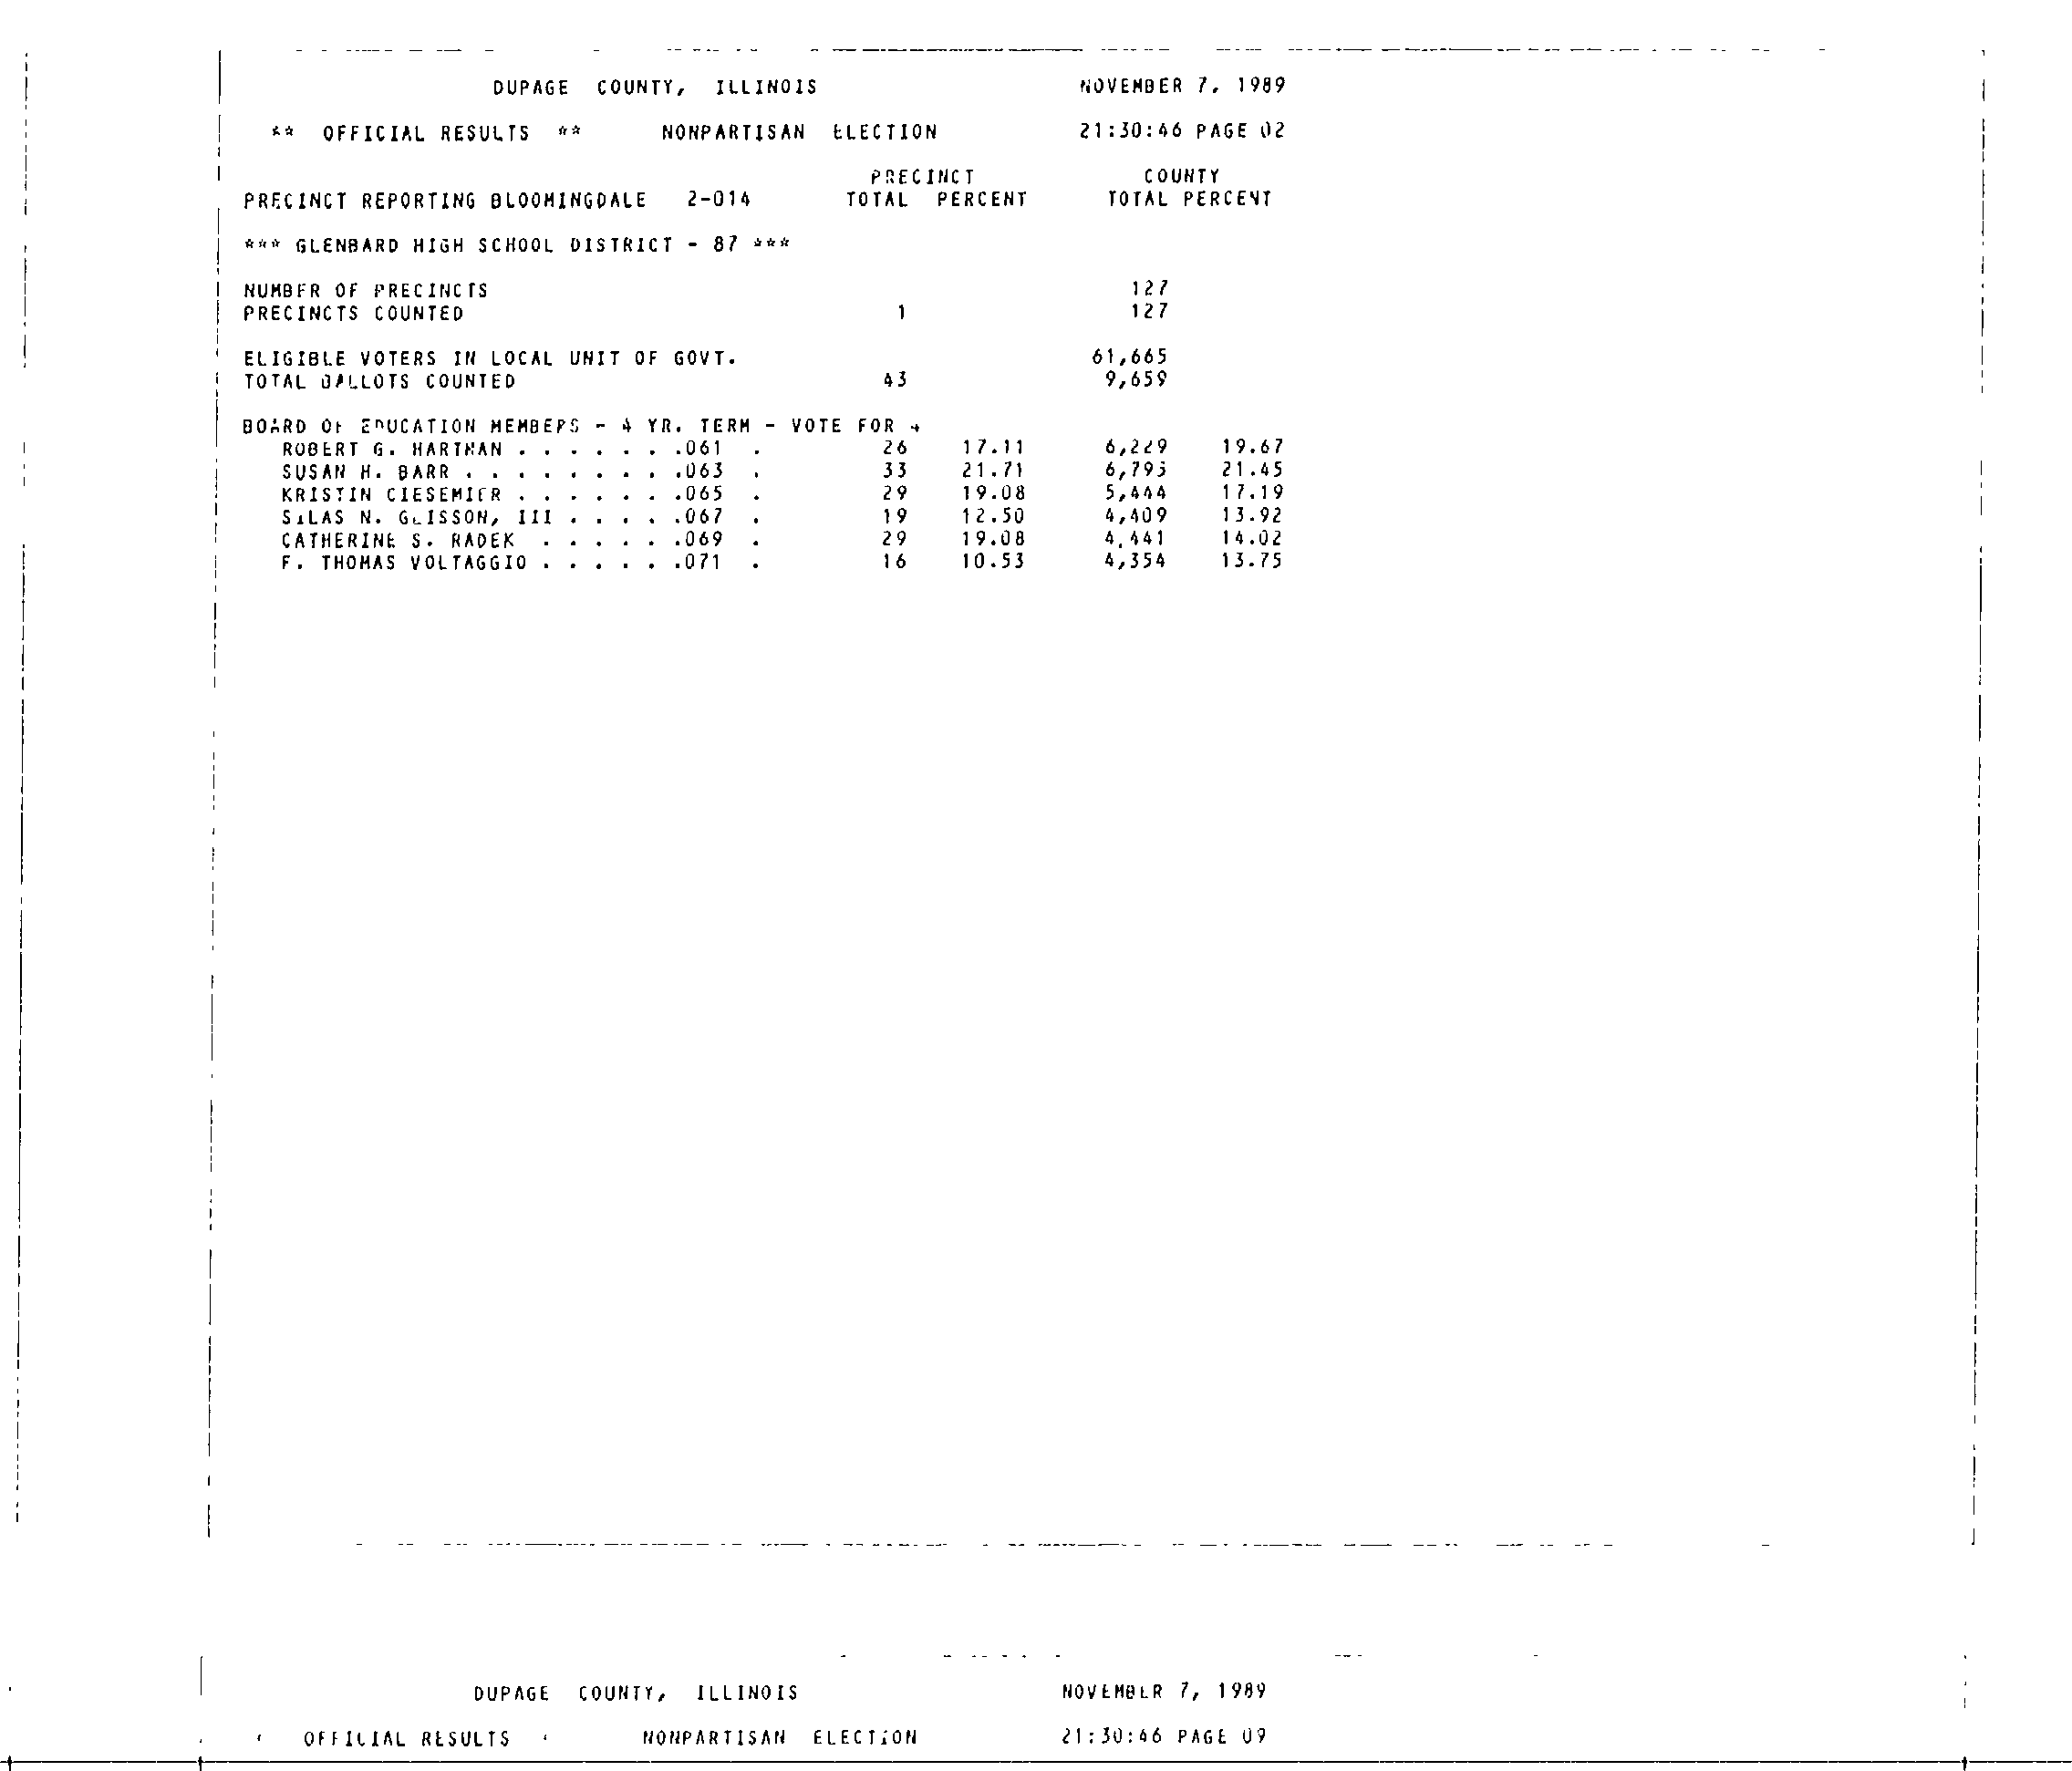 DUPAGE COUNTY, ILLINOIS NOVEMBER 7, 1989
** OFFICIAL RESULTS ** NONPARTISAN ELECTION 21:30:46 PAGE 02
PRECINCT COUNTY
PRECINCT REPORTING BLOOMINGDALE 2-014 TOTAL PERCENT TOTAL PERCENT
*** GLENBARD HIGH SCHOOL DISTRICT - 87 ***
NUMBER OF PRECINCTS 127
PRECINCTS COUNTED 1 127
ELIGIBLE VOTERS IN LOCAL UNIT OF GOVT. 61,665
TOTAL BALLOTS COUNTED 43 9,659
BOARD OF EDUCATION MEMBERS - 4 YR. TERM - VOTE FOR 4
ROBERT G. HARTMAN . . . . . . .061 . 26 17.11 6,229 19.67
SUSAN H. BARR . . . . . . . . .063 . 33 21.71 6,793 21.45
KRISTIN CIESEMIER . . . . . . .065 . 29 19.08 5,444 17.19
SILAS N. GLISSON, III . . . . .067 . 19 12.50 4,409 13.92
CATHERINE S. RADEK . . . . . .069 . 29 19.08 4,441 14.02
F. THOMAS VOLTAGGIO . . . . . .071 . 16 10.53 4,354 13.75
DUPAGE COUNTY, ILLINOIS NOVEMBER 7, 1989
OFFICIAL RESULTS NONPARTISAN ELECTION 21:30:46 PAGE 09